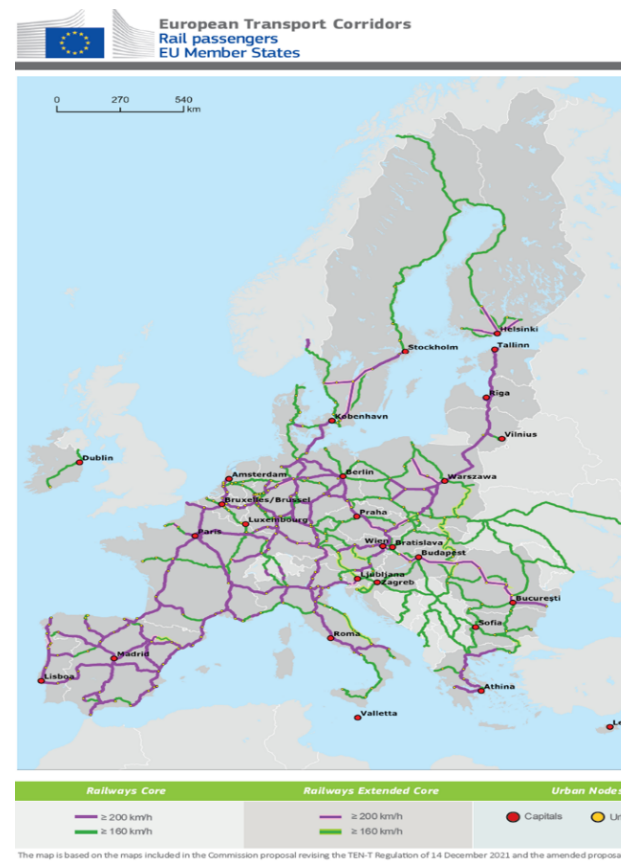 European Transport Corridors
Rail passengers
EU Member States
0 270 540
km
Helsinki
Stockholm
Tallinn
Riga
København
Vilnius
Dublin
Amsterdam
Berlin
Warszawa
Bruxelles/Brussel
Luxembourg
Praha
Paris
Wien
Bratislava
Budapest
Ljubljana
Zagreb
București
Sofia
Roma
Madrid
Lisboa
Athina
Valletta
Le
Railways Core Railways Extended Core Urban Nodes
≥ 200 km/h ≥ 200 km/h Capitals Ur
≥ 160 km/h ≥ 160 km/h
The map is based on the maps included in the Commission proposal revising the TEN-T Regulation of 14 December 2021 and the amended proposa